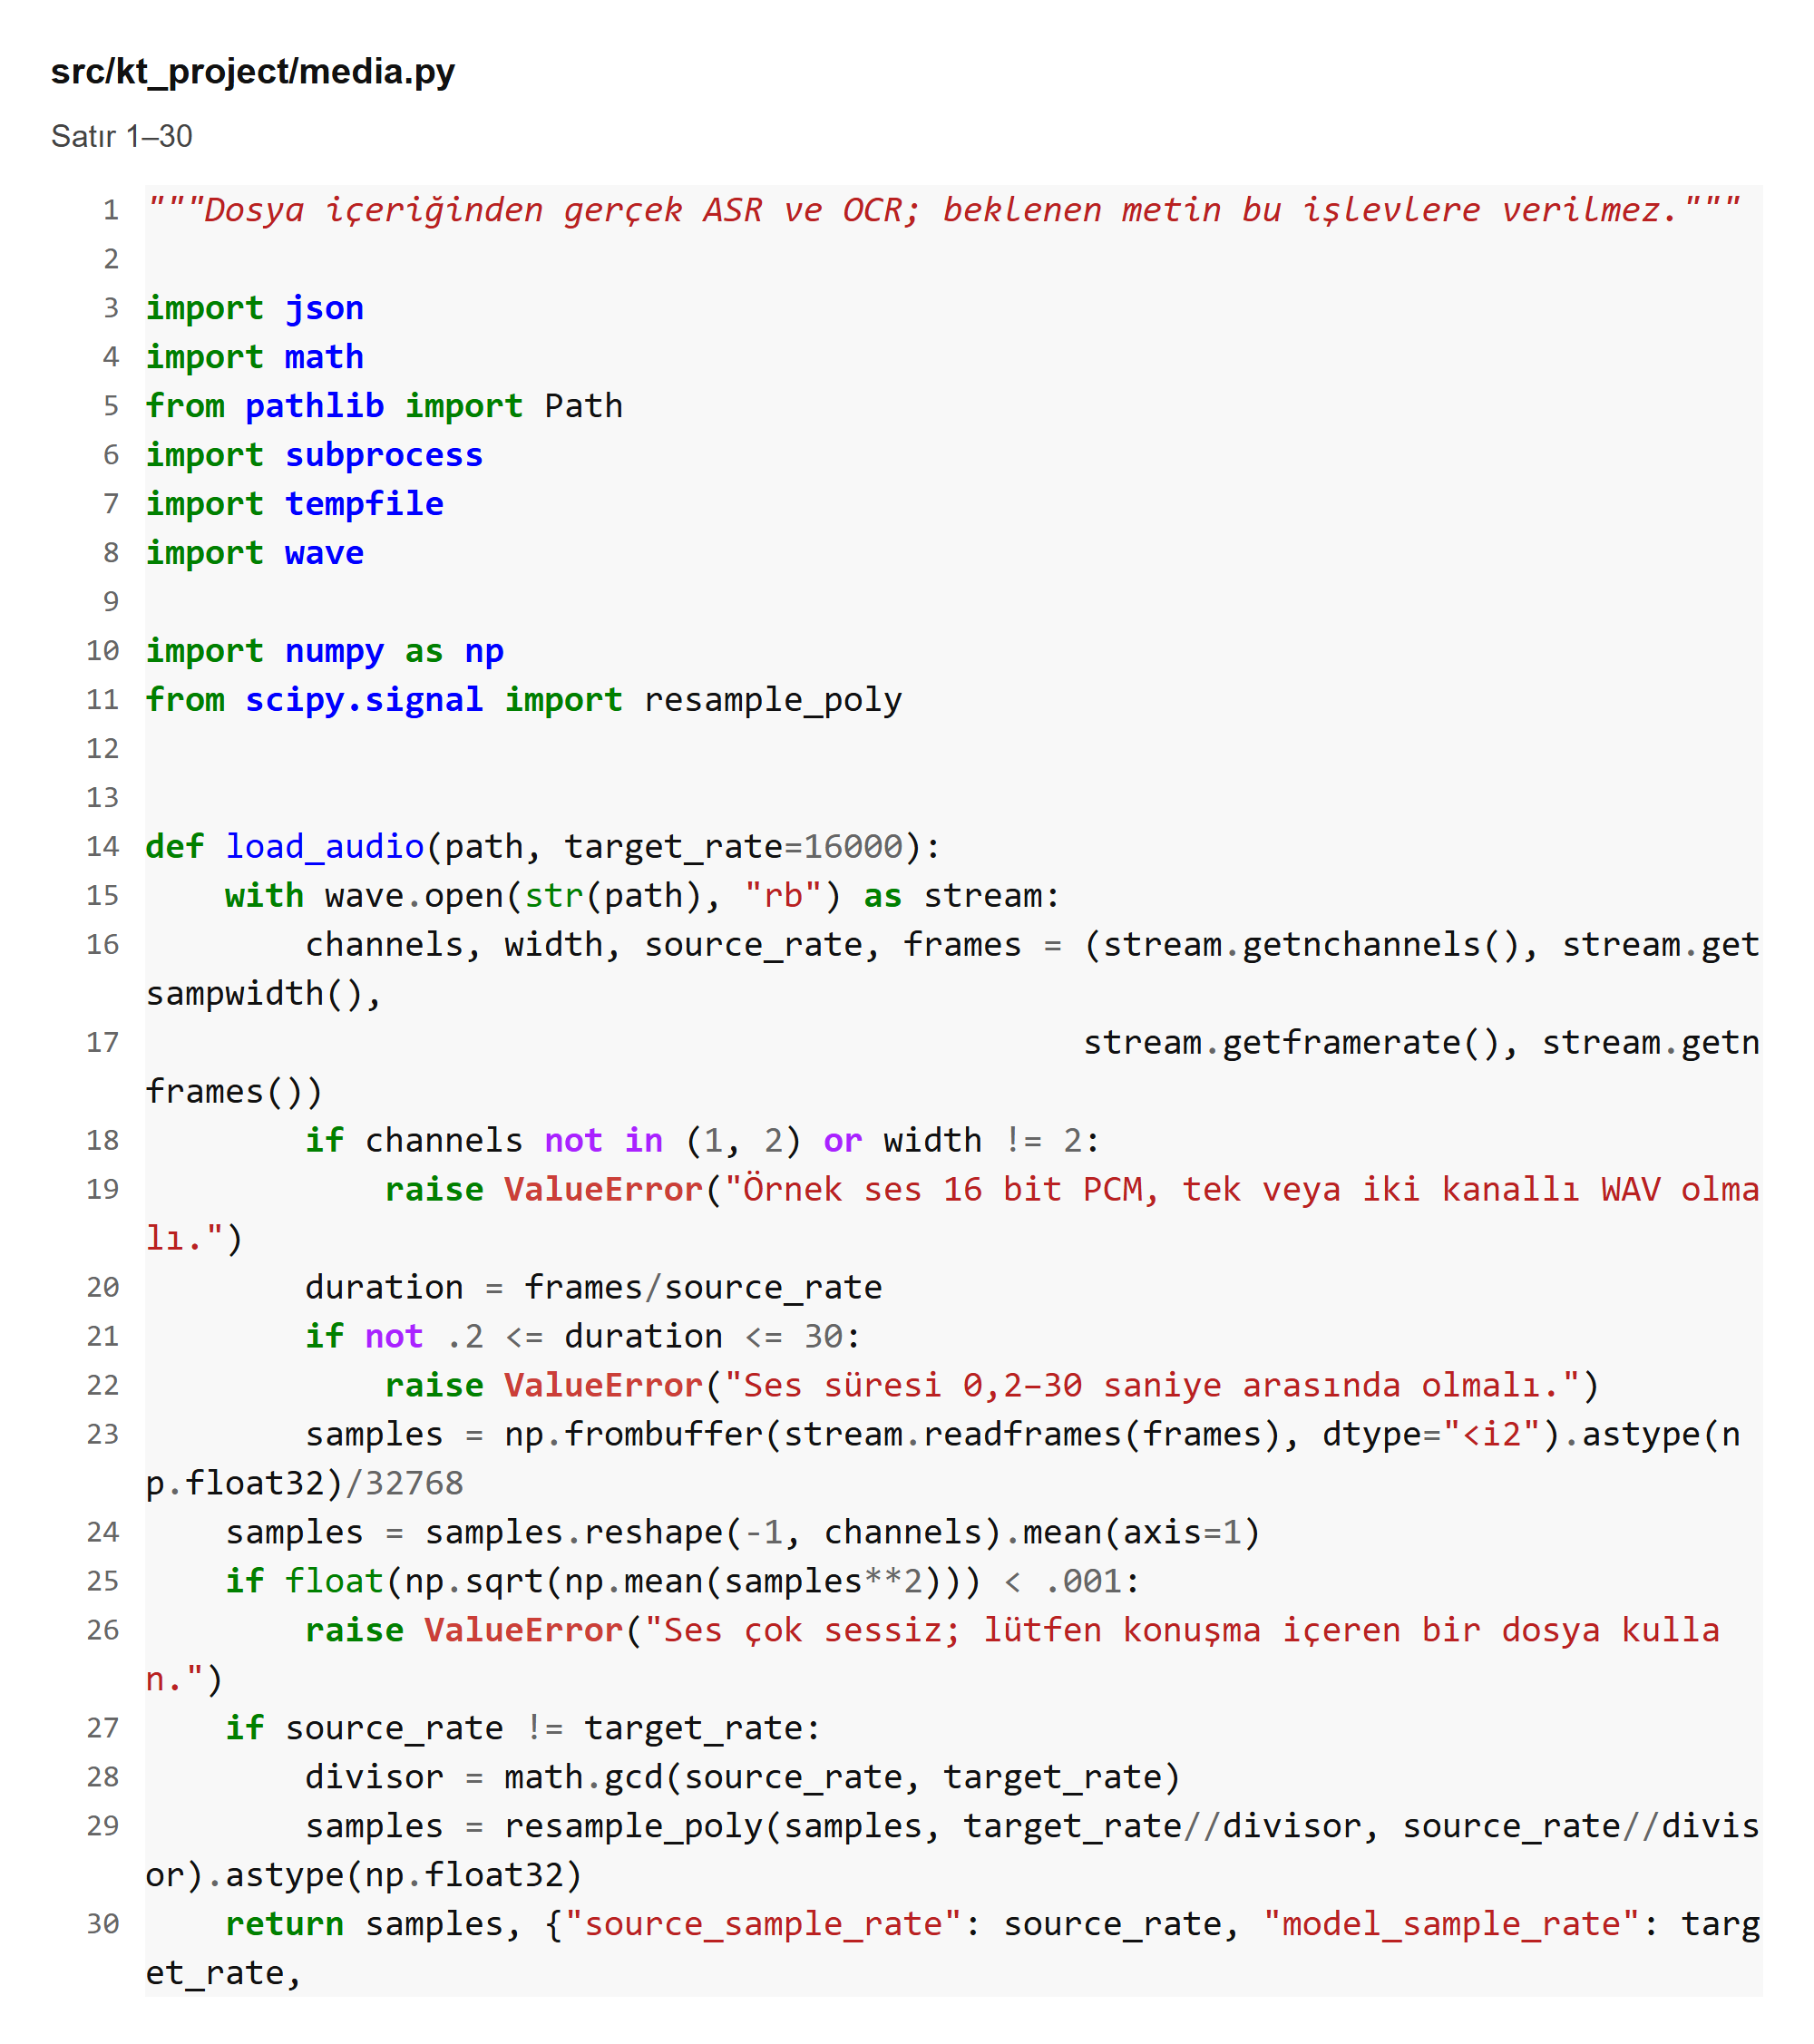 src/kt_project/media.py
Satır 1–30
1 """Dosya içeriğinden gerçek ASR ve OCR; beklenen metin bu işlevlere verilmez."""
2
3 import json
4 import math
5 from pathlib import Path
6 import subprocess
7 import tempfile
8 import wave
9
10 import numpy as np
11 from scipy.signal import resample_poly
12
13
14 def load_audio(path, target_rate=16000):
15     with wave.open(str(path), "rb") as stream:
16         channels, width, source_rate, frames = (stream.getnchannels(), stream.get
sampwidth(),
17                                                stream.getframerate(), stream.getn
frames())
18         if channels not in (1, 2) or width != 2:
19             raise ValueError("Örnek ses 16 bit PCM, tek veya iki kanallı WAV olma
lı.")
20         duration = frames/source_rate
21         if not .2 <= duration <= 30:
22             raise ValueError("Ses süresi 0,2–30 saniye arasında olmalı.")
23         samples = np.frombuffer(stream.readframes(frames), dtype="<i2").astype(n
p.float32)/32768
24     samples = samples.reshape(-1, channels).mean(axis=1)
25     if float(np.sqrt(np.mean(samples**2))) < .001:
26         raise ValueError("Ses çok sessiz; lütfen konuşma içeren bir dosya kulla
n.")
27     if source_rate != target_rate:
28         divisor = math.gcd(source_rate, target_rate)
29         samples = resample_poly(samples, target_rate//divisor, source_rate//divis
or).astype(np.float32)
30     return samples, {"source_sample_rate": source_rate, "model_sample_rate": targ
et_rate,